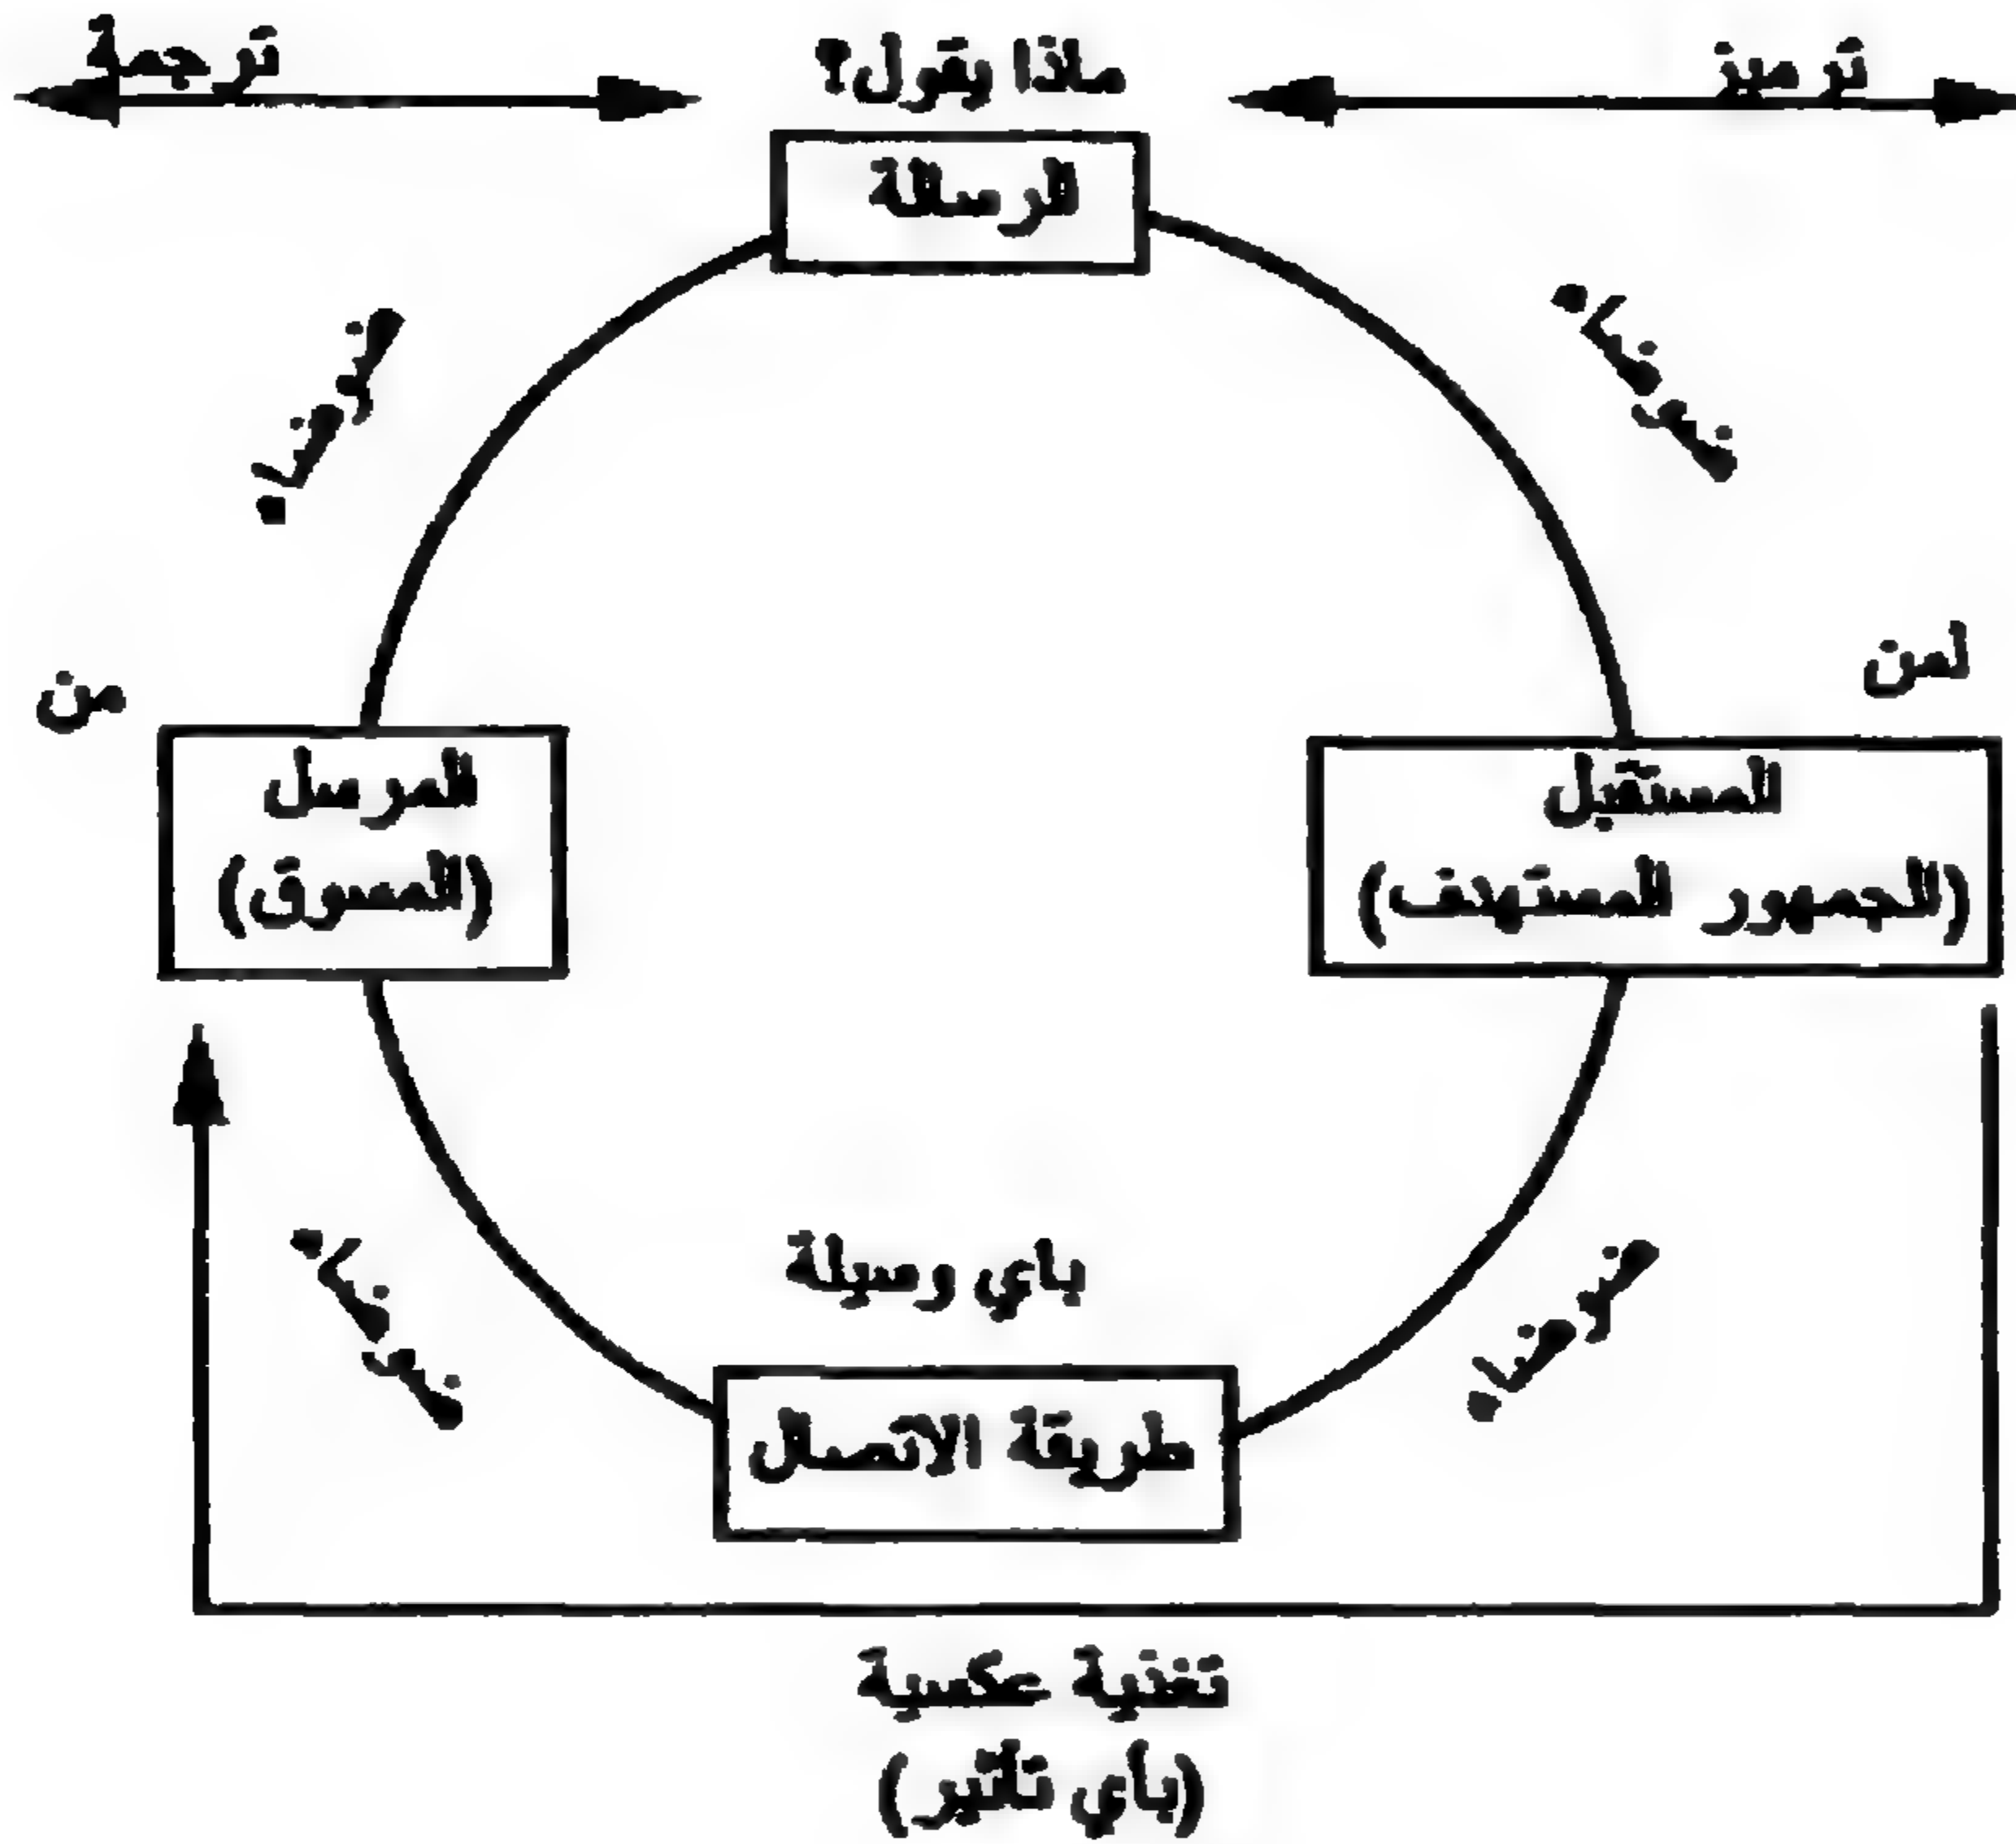 ترميز
ماذا يقول؟
ترجمة
الرسالة
ضوضاء
ضوضاء
لمن
من
المستقبل
(الجمهور المستهدف)
المرسل
(المسوق)
ضوضاء
باي وسيلة
ضوضاء
طريقة الاتصال
تغذية عكسية
(بأي تأثير)